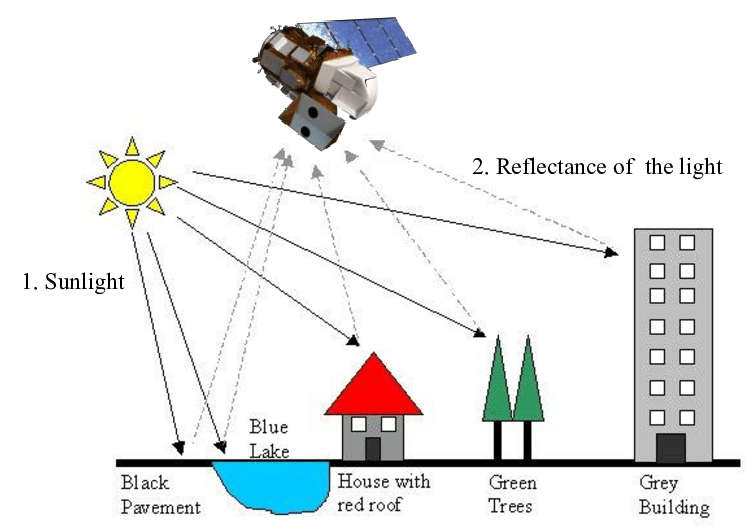 2. Reflectance of the light
1. Sunlight
Blue
Lake
Black
Pavement
House with
red roof
Green
Trees
Grey
Building